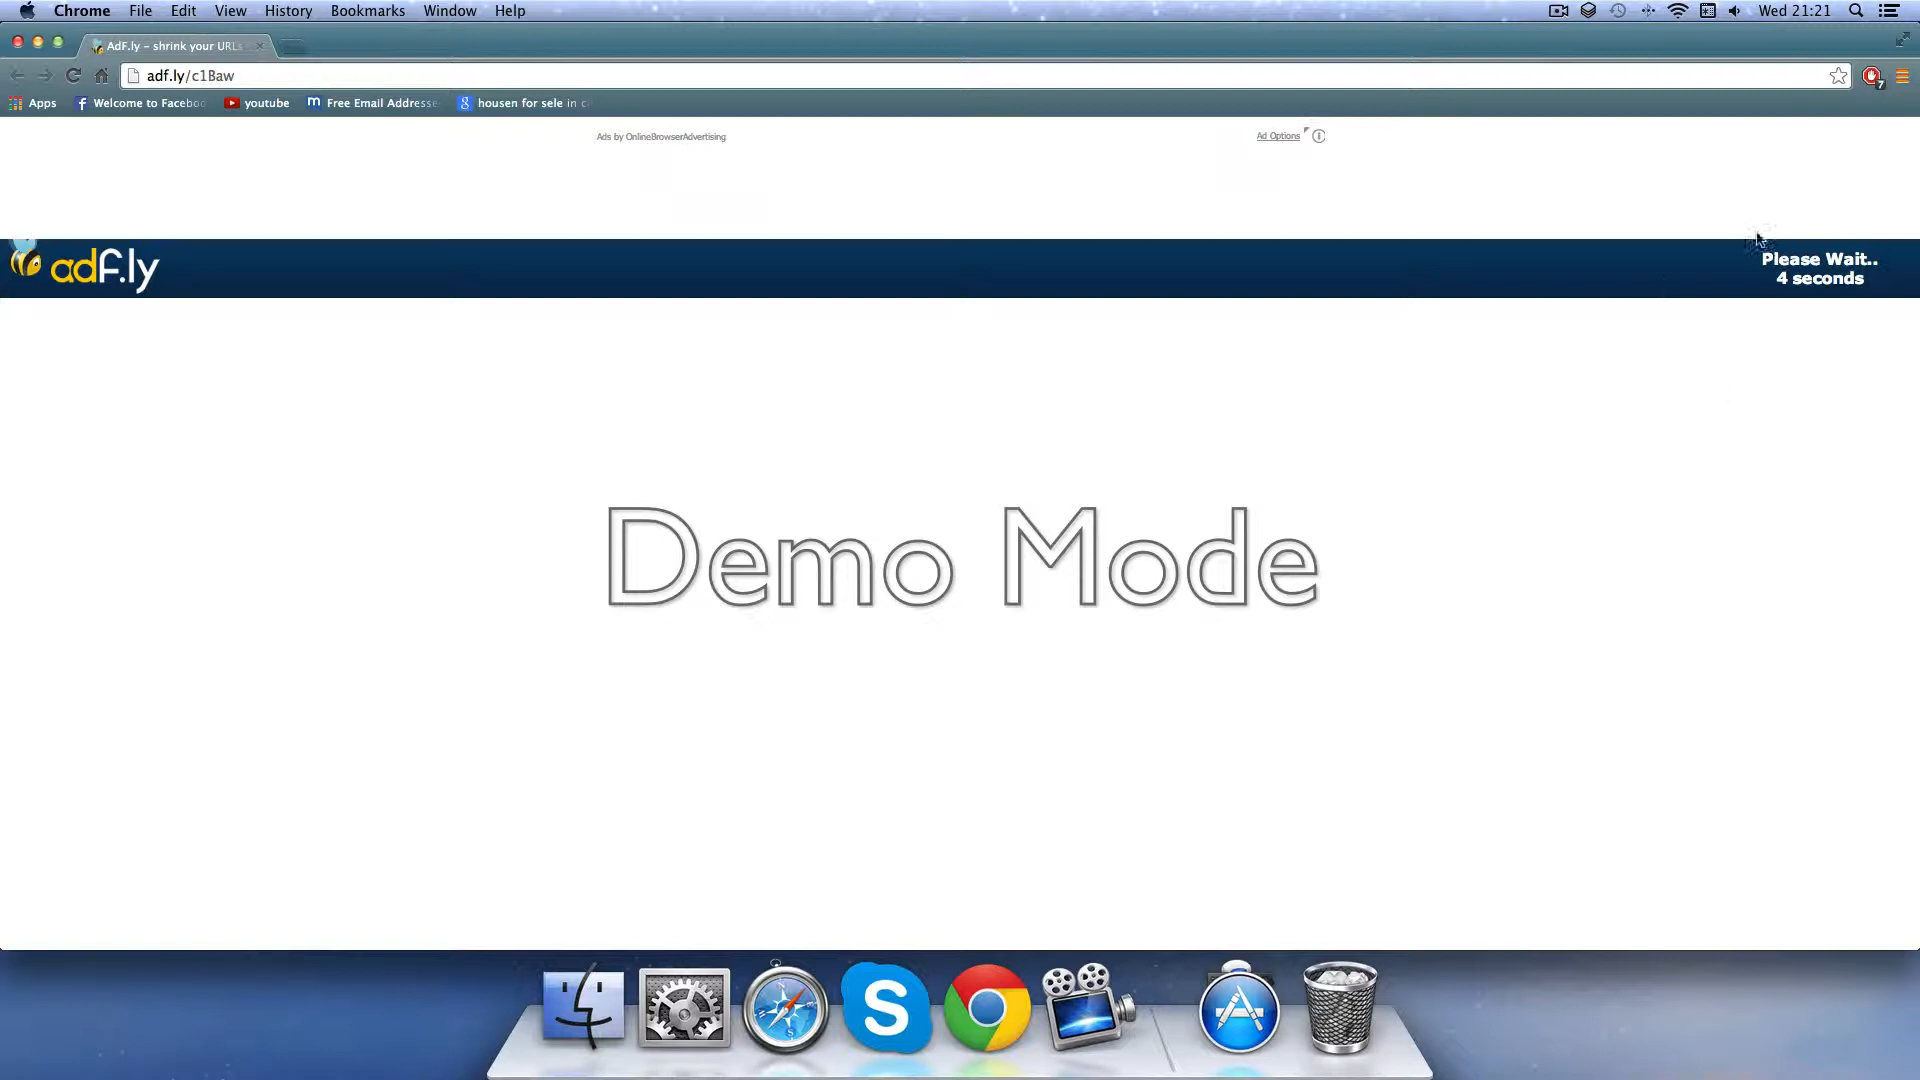 Chrome File Edit View History Bookmarks Window Help Wed 21:21
AdF.ly – shrink your URLs
adf.ly/c1Baw 7
Apps Welcome to Facebo youtube Free Email Addresse housen for sele in c
Ads by OnlineBrowserAdvertising Ad Options
adf.ly
Please Wait..
4 seconds
Demo Mode